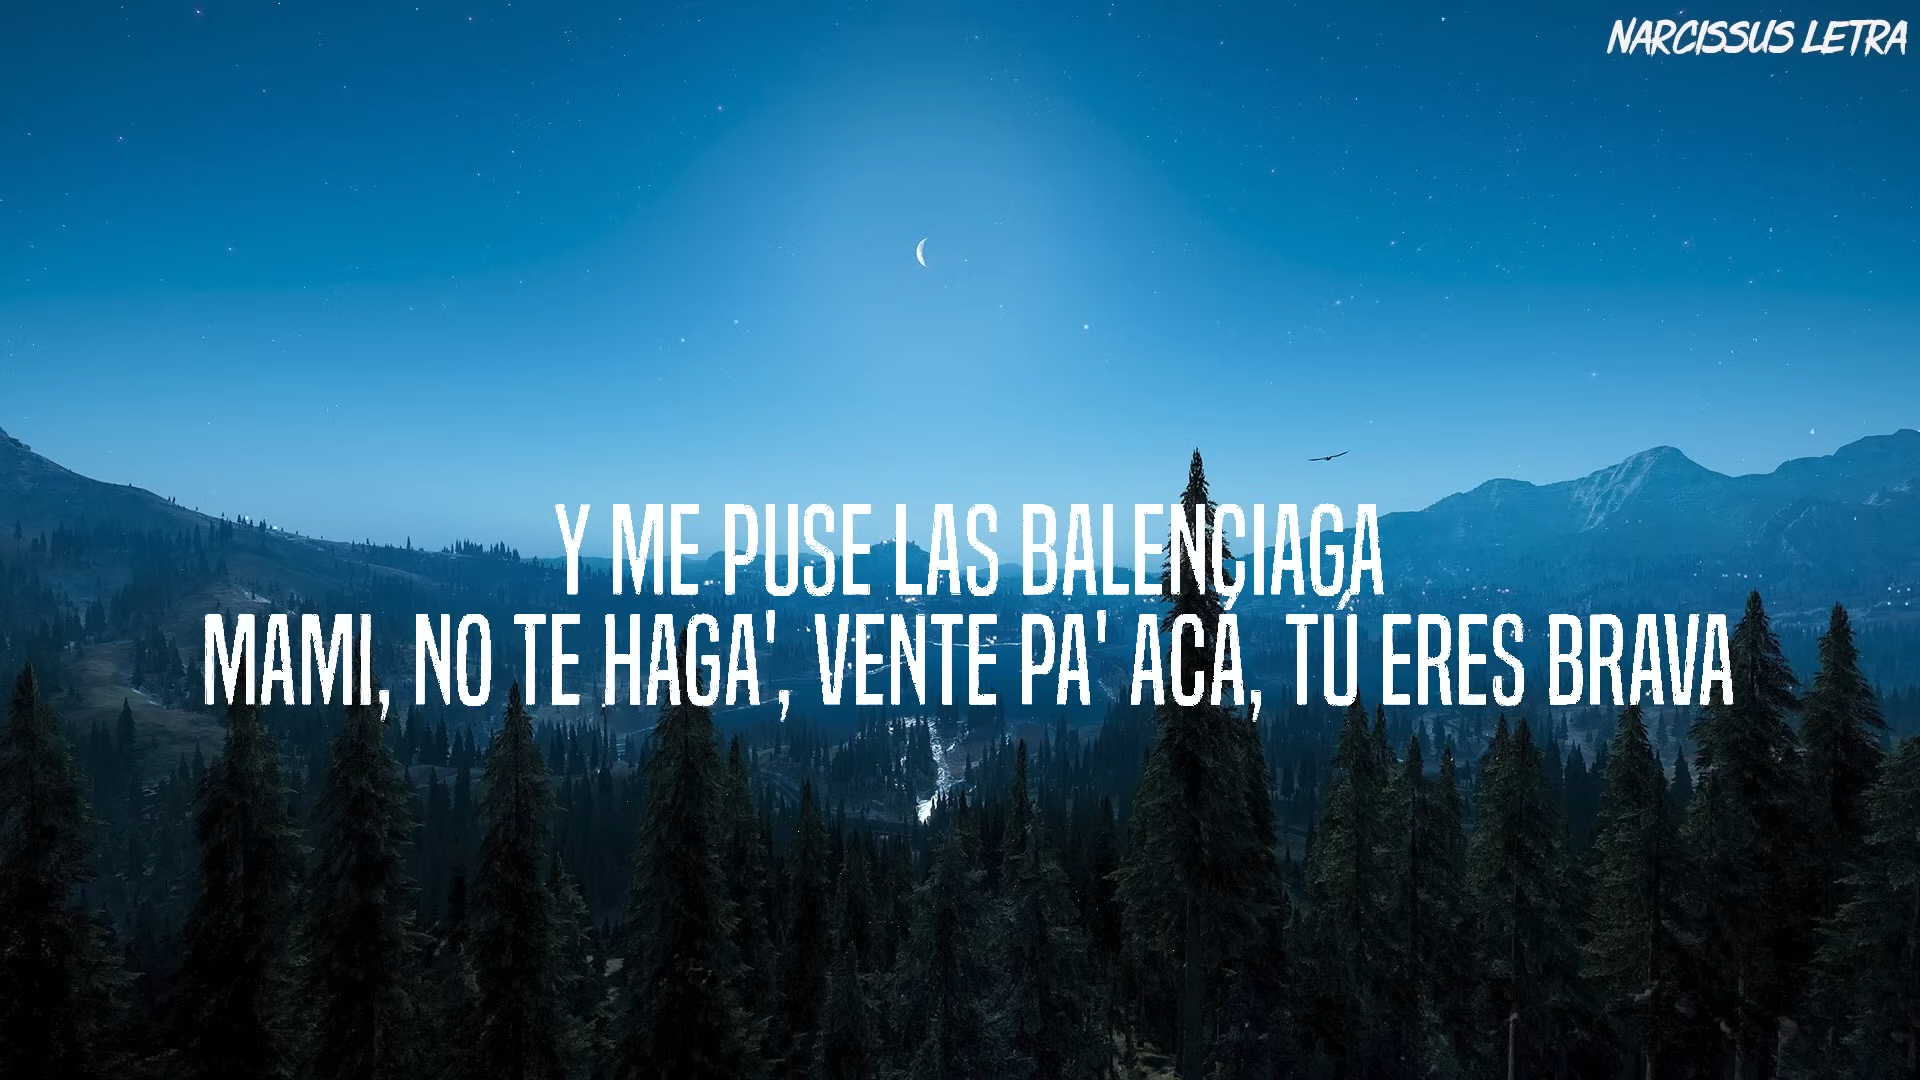 NARCISSUS LETRA
Y ME PUSE LAS BALENCIAGA
MAMI, NO TE HAGA', VENTE PA' ACÁ, TÚ ERES BRAVA